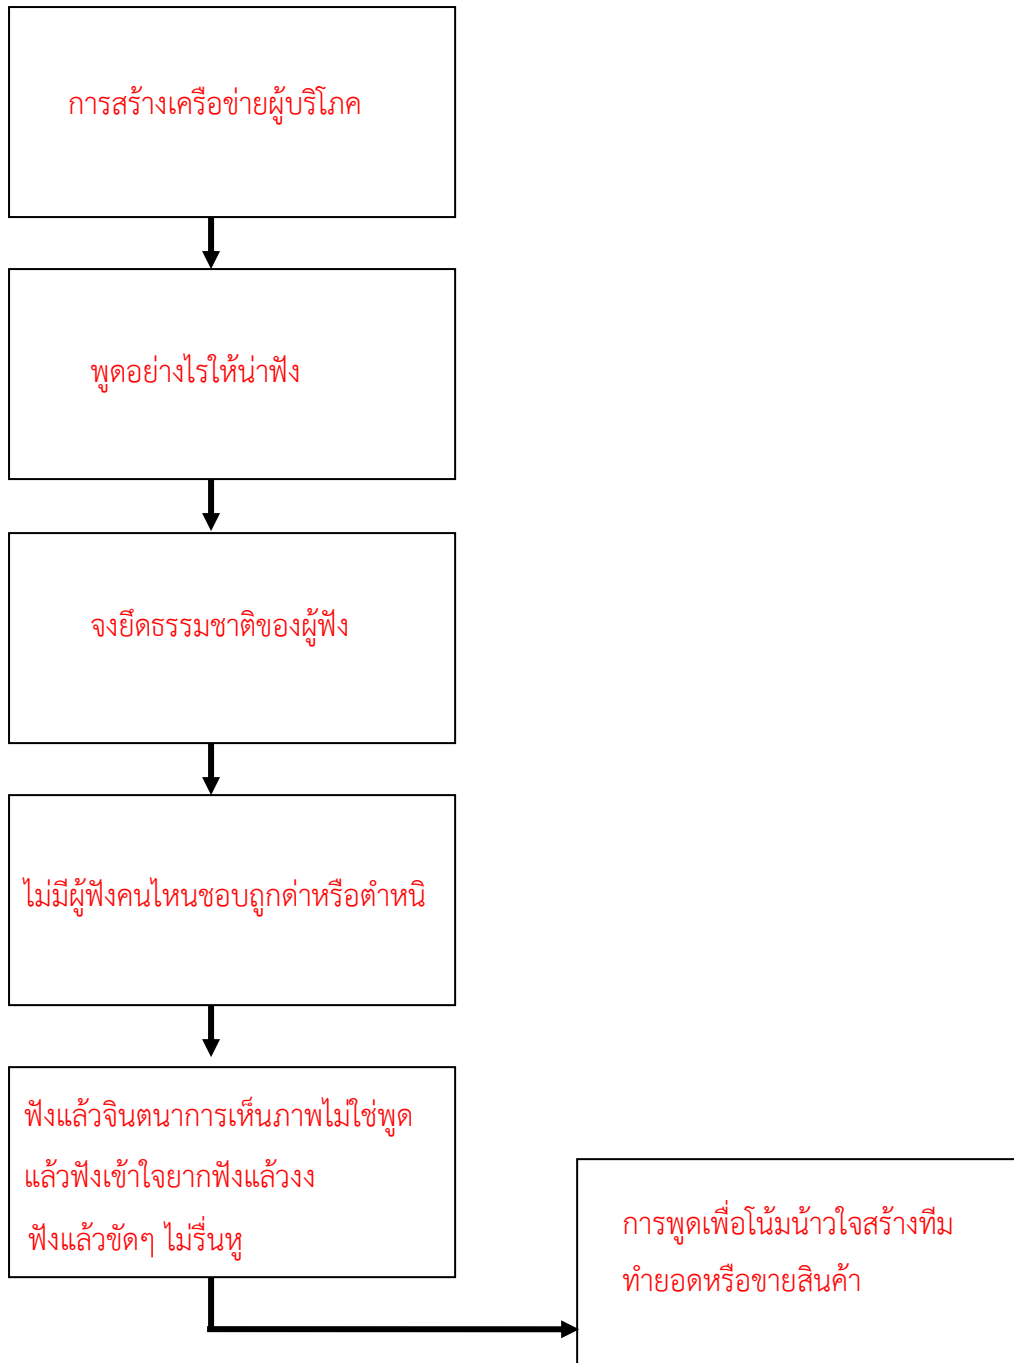 การสร้างเครือข่ายผู้บริโภค
พูดอย่างไรให้น่าฟัง
จงยึดธรรมชาติของผู้ฟัง
ไม่มีผู้ฟังคนไหนชอบถูกด่าหรือตำหนิ
ฟังแล้วจินตนาการเห็นภาพไม่ใช่พูด
แล้วฟังเข้าใจยากฟังแล้วงง
ฟังแล้วขัดๆ ไม่รื่นหู
การพูดเพื่อโน้มน้าวใจสร้างทีม
ทำยอดหรือขายสินค้า